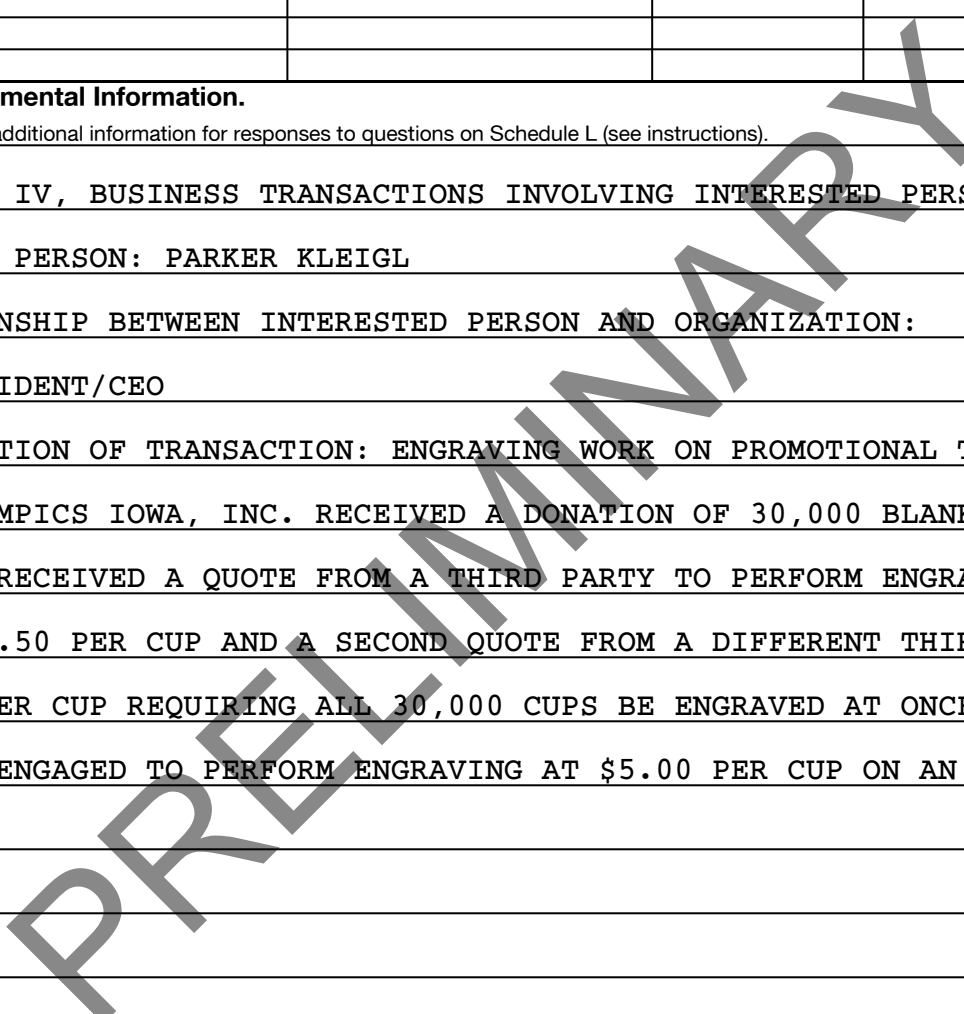 mental Information.
additional information for responses to questions on Schedule L (see instructions).
IV, BUSINESS TRANSACTIONS INVOLVING INTERESTED PERS
PERSON: PARKER KLEIGL
NSHIP BETWEEN INTERESTED PERSON AND ORGANIZATION:
IDENT/CEO
TION OF TRANSACTION: ENGRAVING WORK ON PROMOTIONAL T
MPICS IOWA, INC. RECEIVED A DONATION OF 30,000 BLANK
RECEIVED A QUOTE FROM A THIRD PARTY TO PERFORM ENGRA
.50 PER CUP AND A SECOND QUOTE FROM A DIFFERENT THIR
ER CUP REQUIRING ALL 30,000 CUPS BE ENGRAVED AT ONCE
ENGAGED TO PERFORM ENGRAVING AT $5.00 PER CUP ON AN
PRELIMINARY